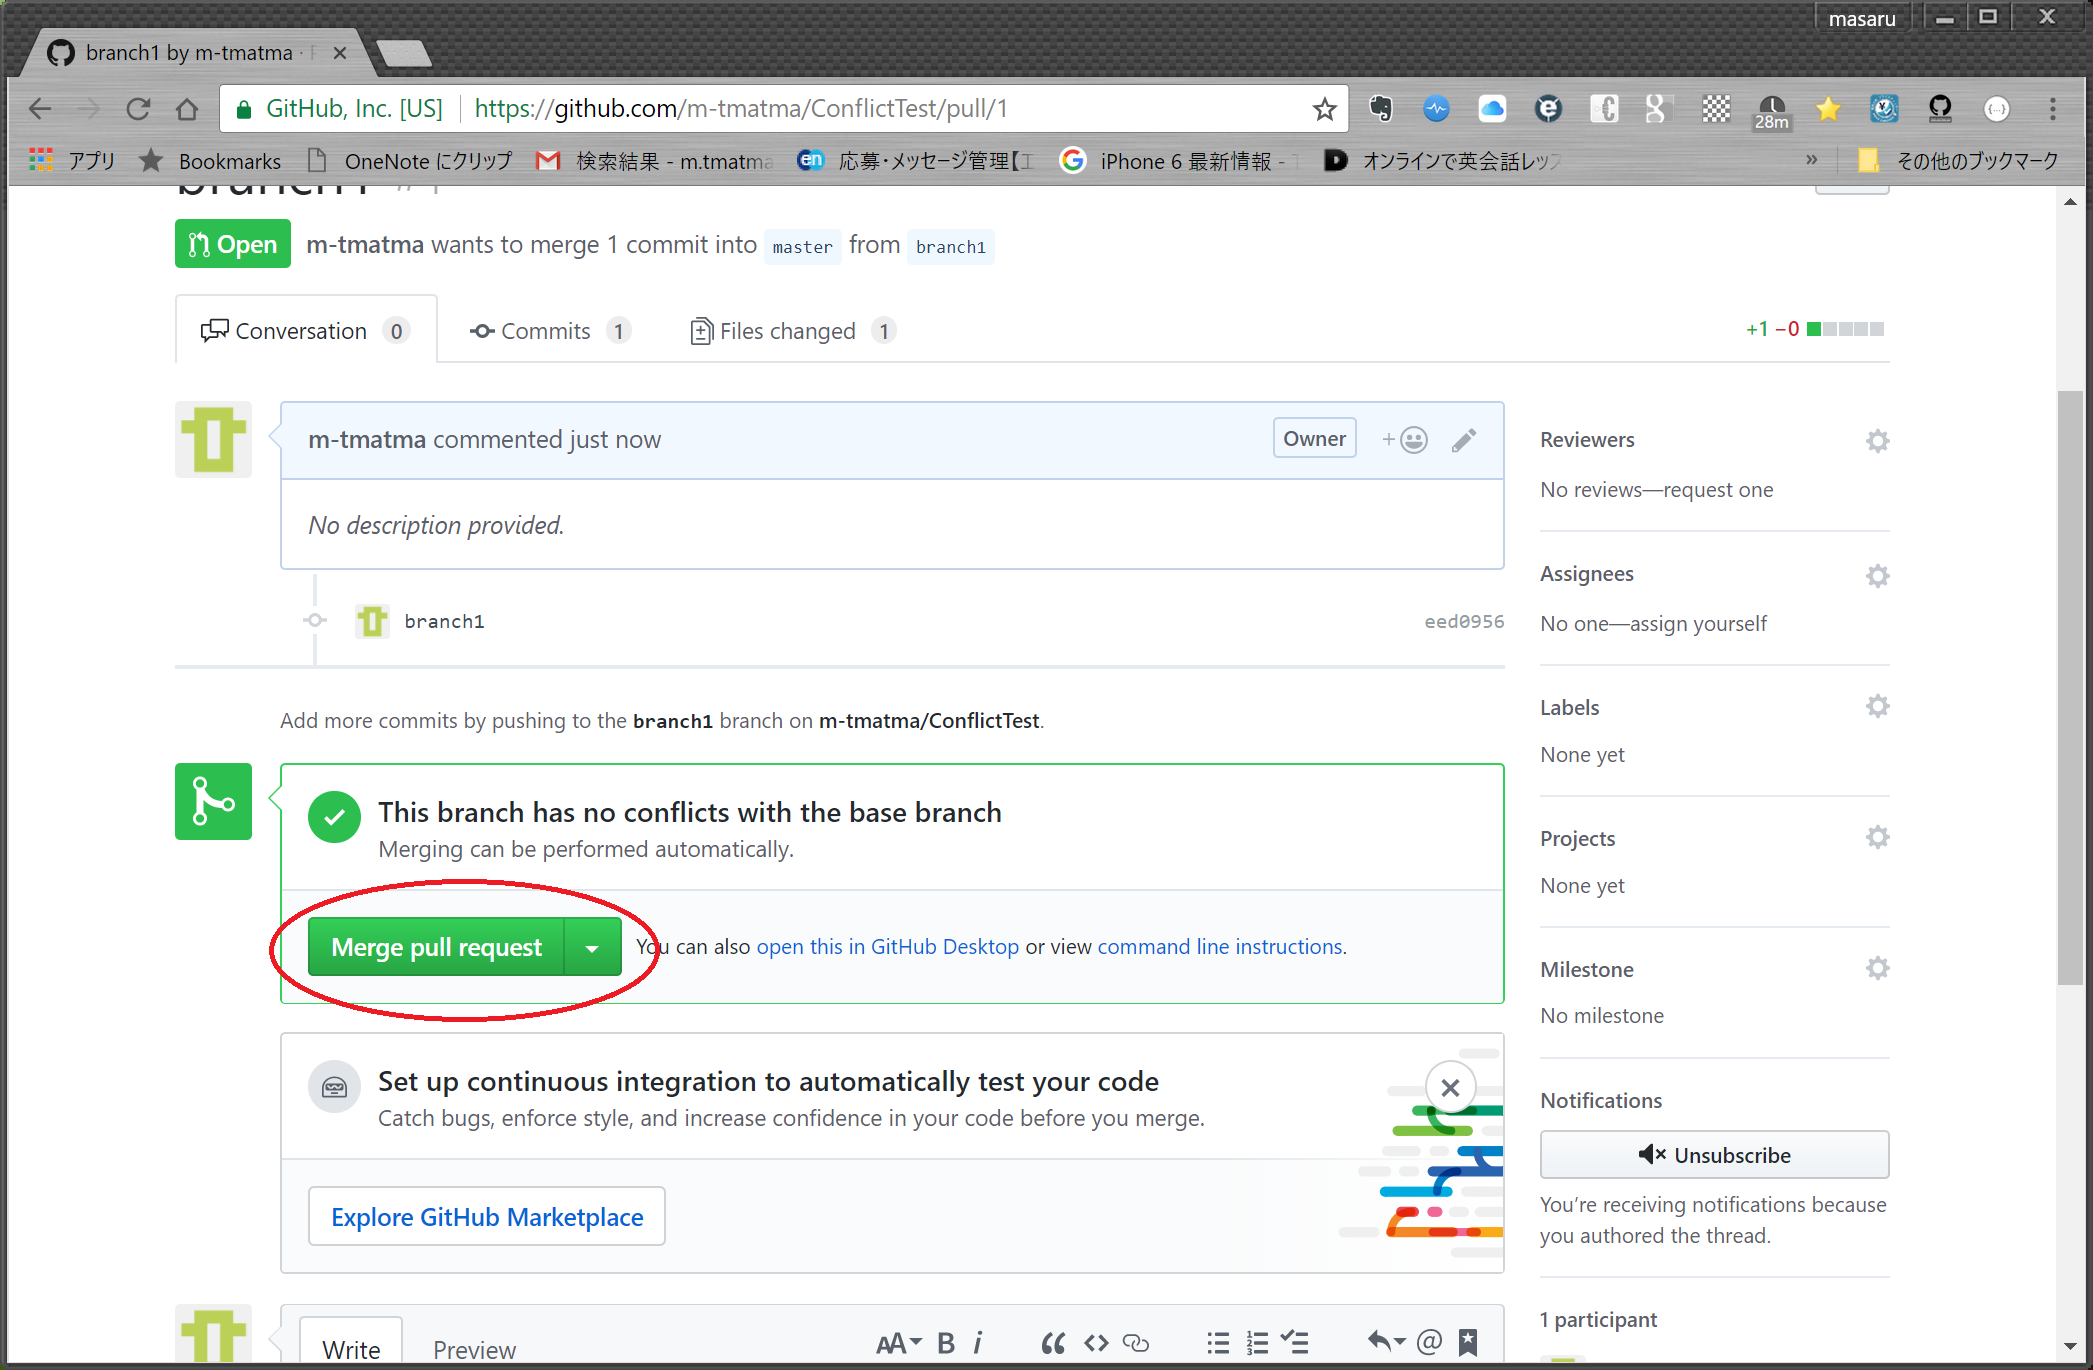 masaru
branch1 by m-tmatma ·
GitHub, Inc. [US] https://github.com/m-tmatma/ConflictTest/pull/1
28m
アプリ Bookmarks OneNote にクリップ 検索結果 - m.tmatma 応募・メッセージ管理【エ iPhone 6 最新情報 - オンラインで英会話レッス » その他のブックマーク
branch1 #1
Open m-tmatma wants to merge 1 commit into master from branch1
Conversation 0 Commits 1 Files changed 1 +1 −0
m-tmatma commented just now Owner
No description provided.
branch1 eed0956
Add more commits by pushing to the branch1 branch on m-tmatma/ConflictTest.
This branch has no conflicts with the base branch
Merging can be performed automatically.
Merge pull request You can also open this in GitHub Desktop or view command line instructions.
Set up continuous integration to automatically test your code
Catch bugs, enforce style, and increase confidence in your code before you merge.
Explore GitHub Marketplace
Write Preview AA B i
Reviewers
No reviews—request one
Assignees
No one—assign yourself
Labels
None yet
Projects
None yet
Milestone
No milestone
Notifications
Unsubscribe
You’re receiving notifications because
you authored the thread.
1 participant